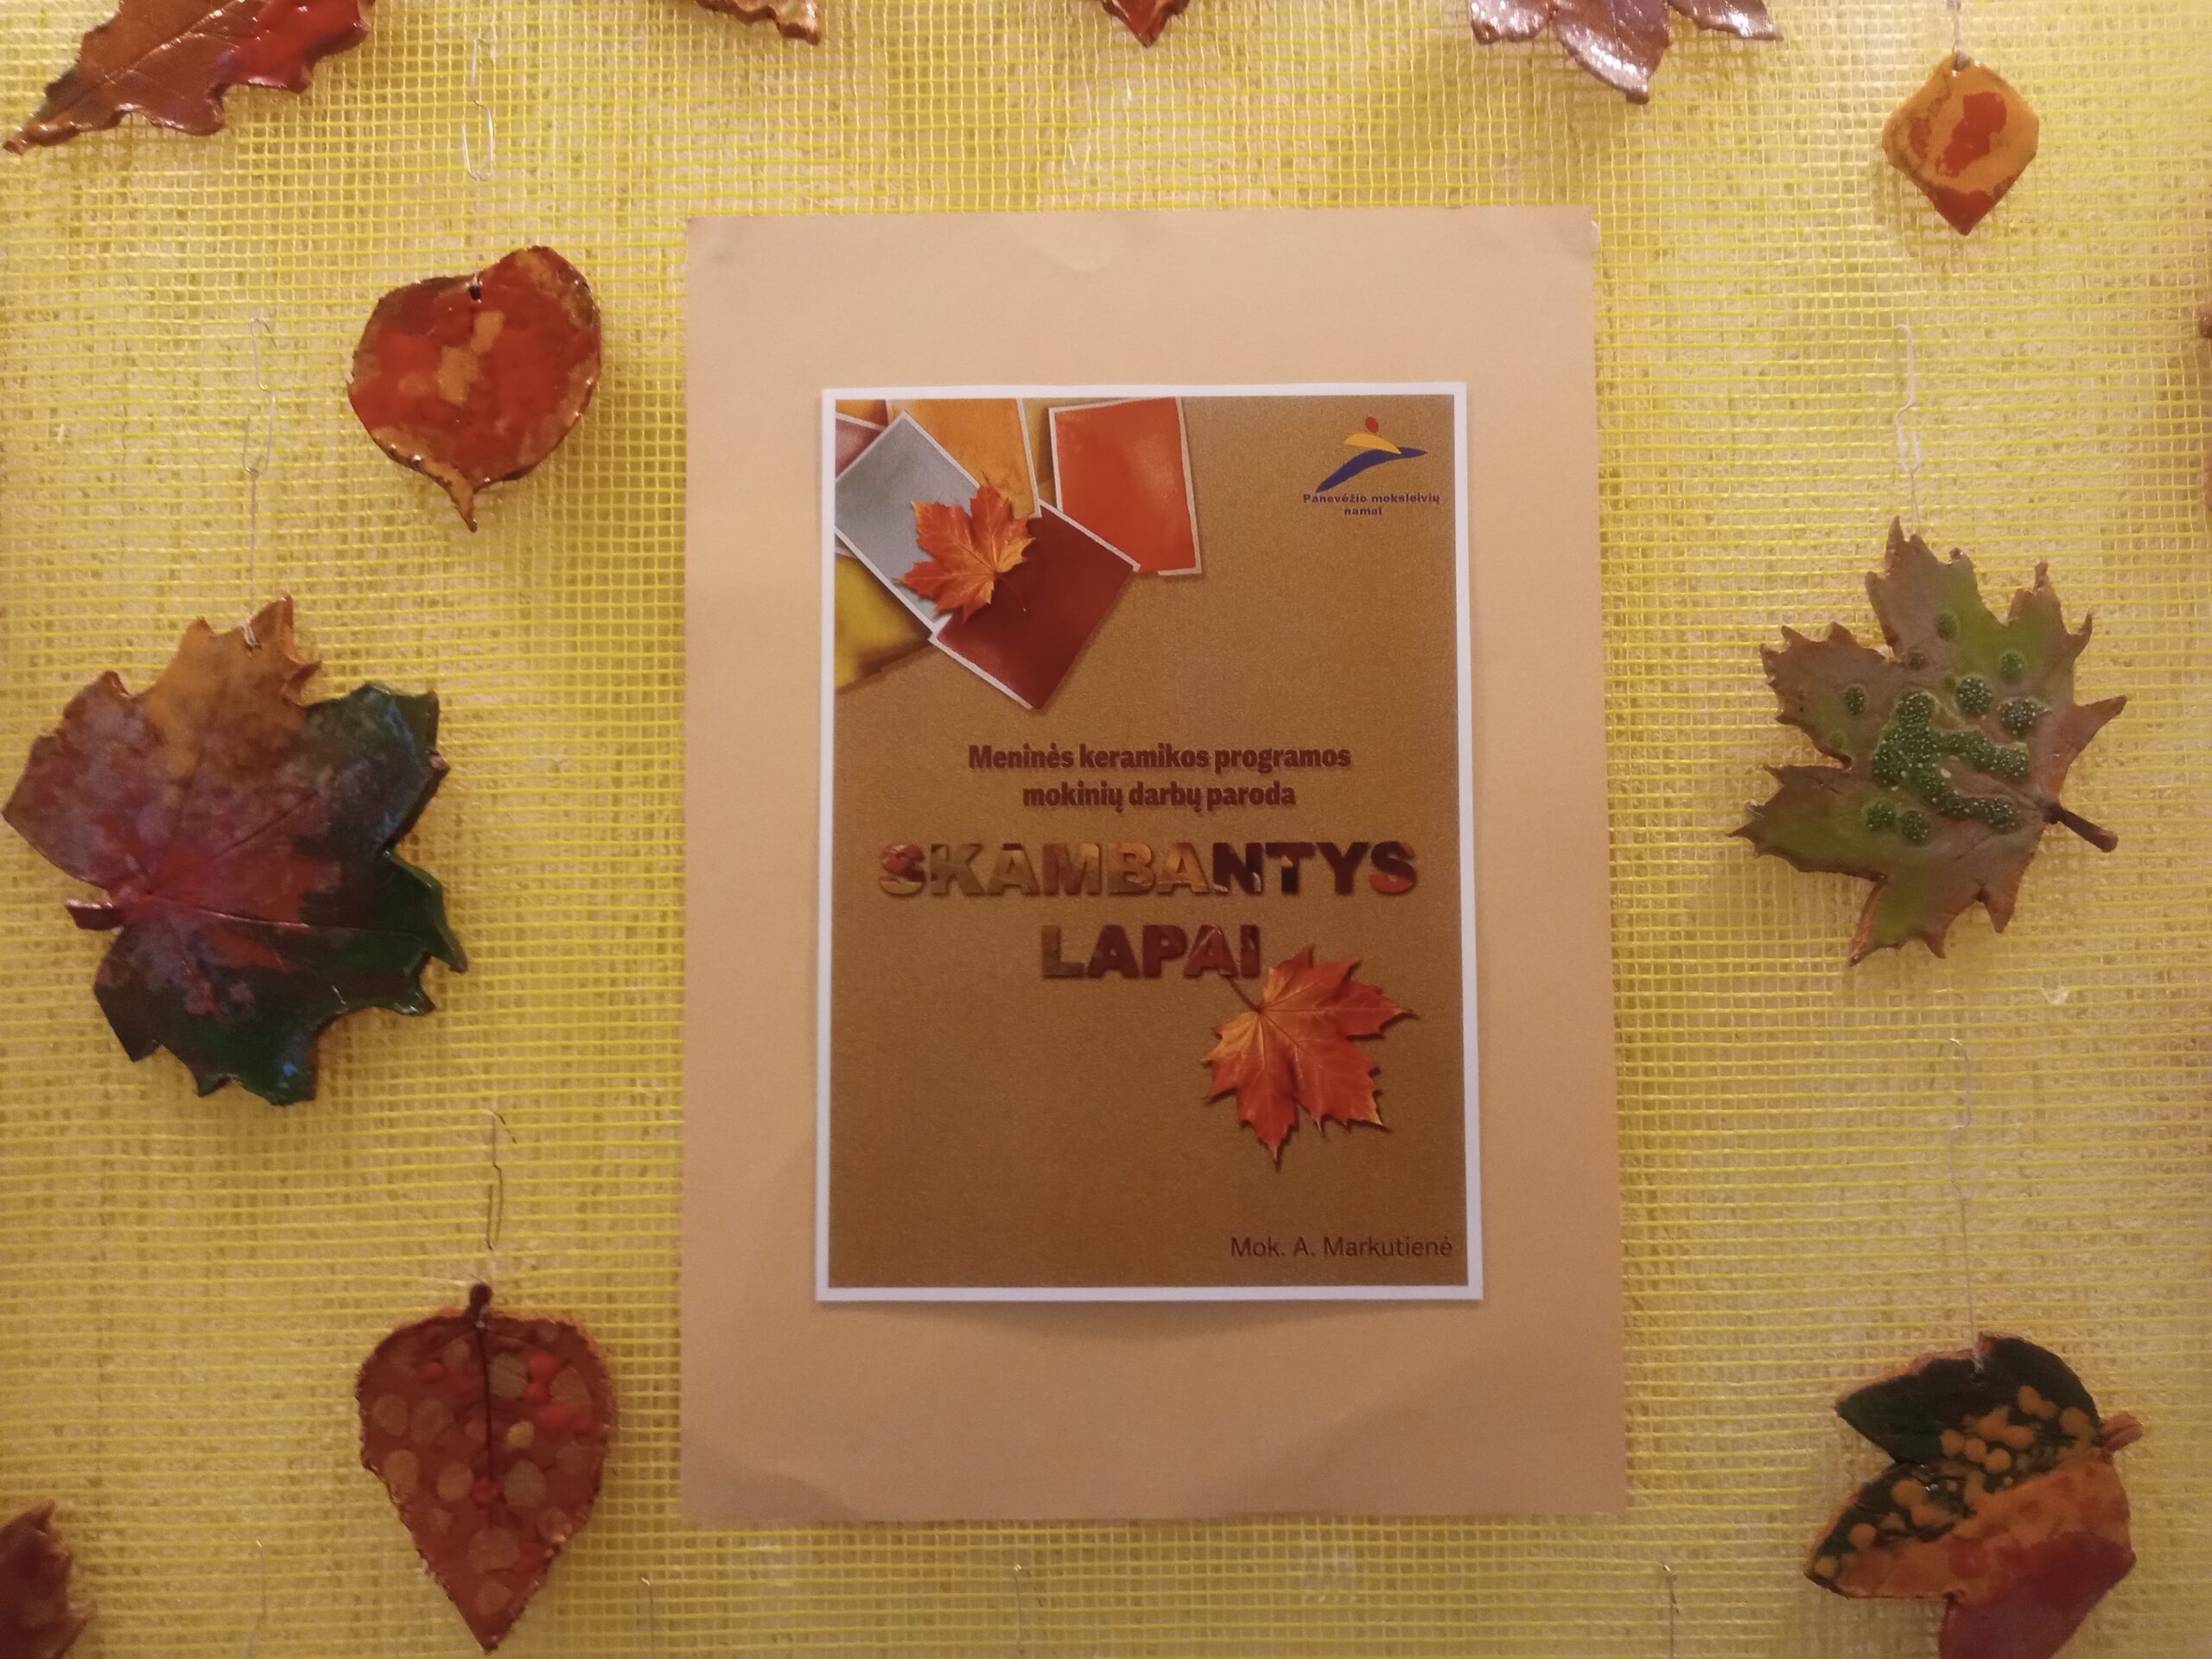 Panevėžio moksleivių
namai
Meninės keramikos programos
mokinių darbų paroda
SKAMBANTYS
LAPAI
Mok. A. Markutienė